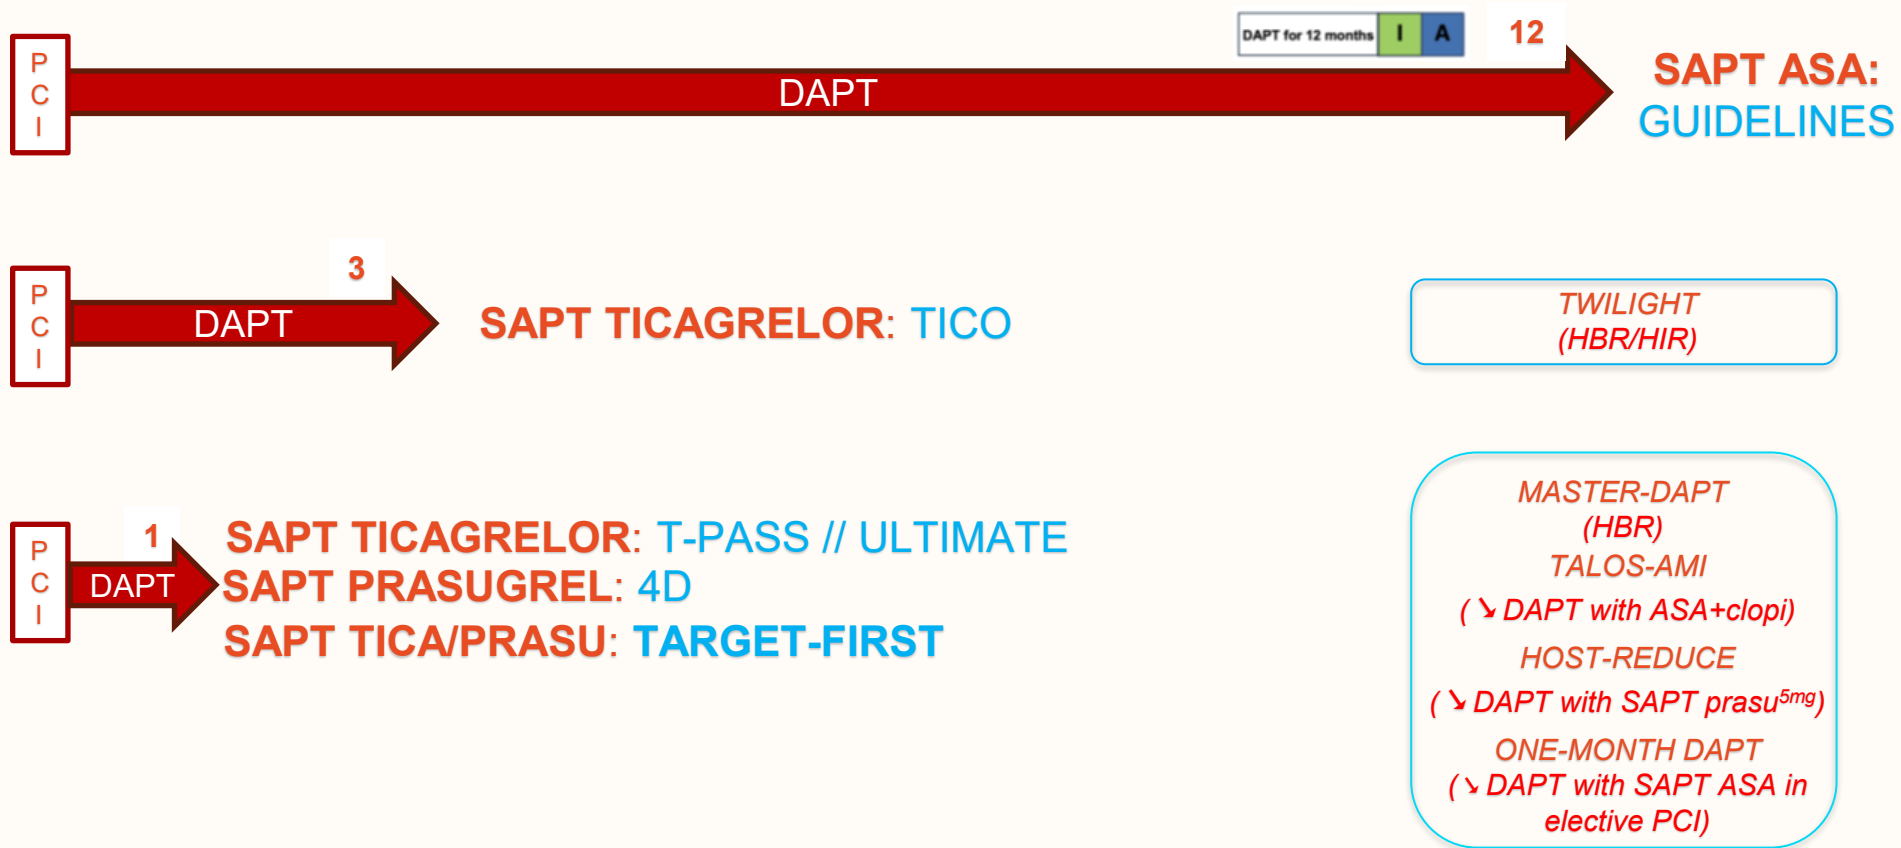 DAPT for 12 months I A
12
P
C
I
DAPT
SAPT ASA:
GUIDELINES
3
P
C
I
DAPT
SAPT TICAGRELOR: TICO
TWILIGHT
(HBR/HIR)
1
P
C
I
DAPT
SAPT TICAGRELOR: T-PASS // ULTIMATE
SAPT PRASUGREL: 4D
SAPT TICA/PRASU: TARGET-FIRST
MASTER-DAPT
(HBR)
TALOS-AMI
(↘ DAPT with ASA+clopi)
HOST-REDUCE
(↘ DAPT with SAPT prasu5mg)
ONE-MONTH DAPT
(↘ DAPT with SAPT ASA in
elective PCI)